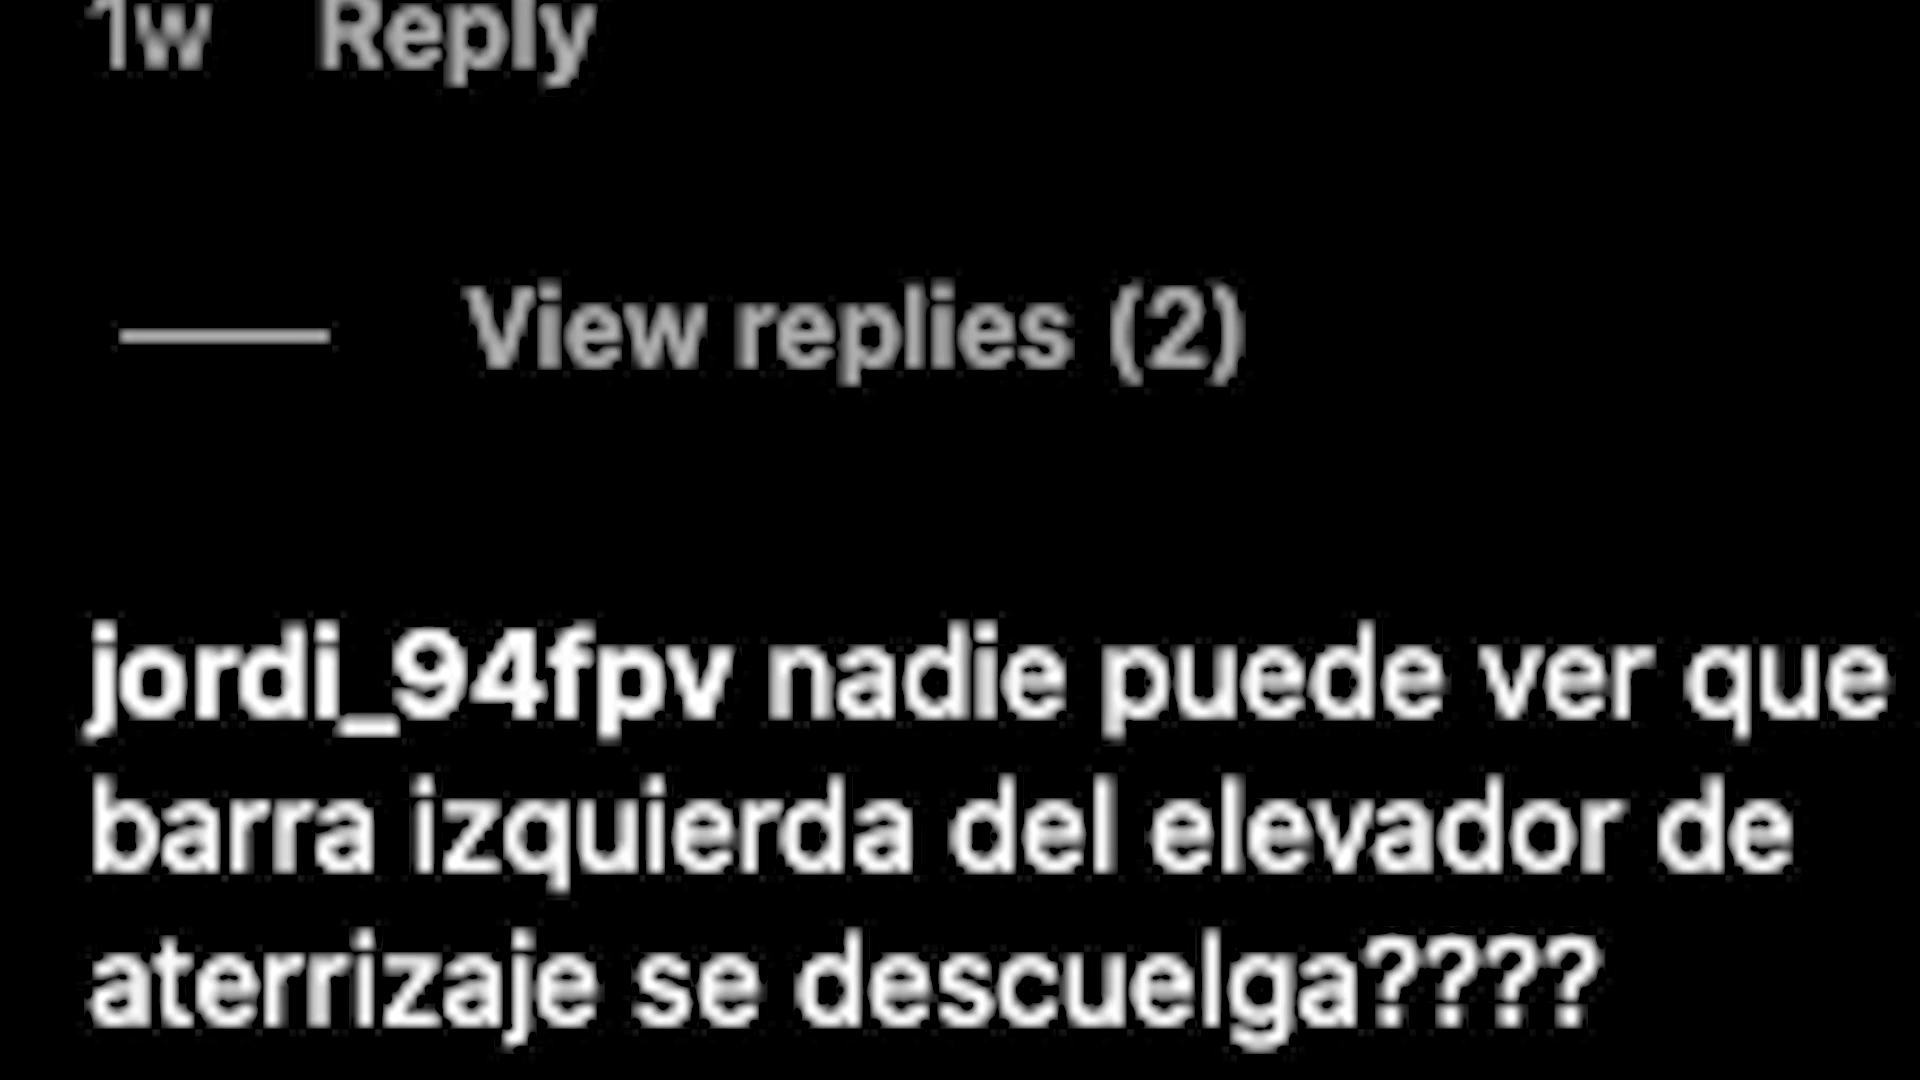 1w Reply
View replies (2)
jordi_94fpv nadie puede ver que
barra izquierda del elevador de
aterrizaje se descuelga????